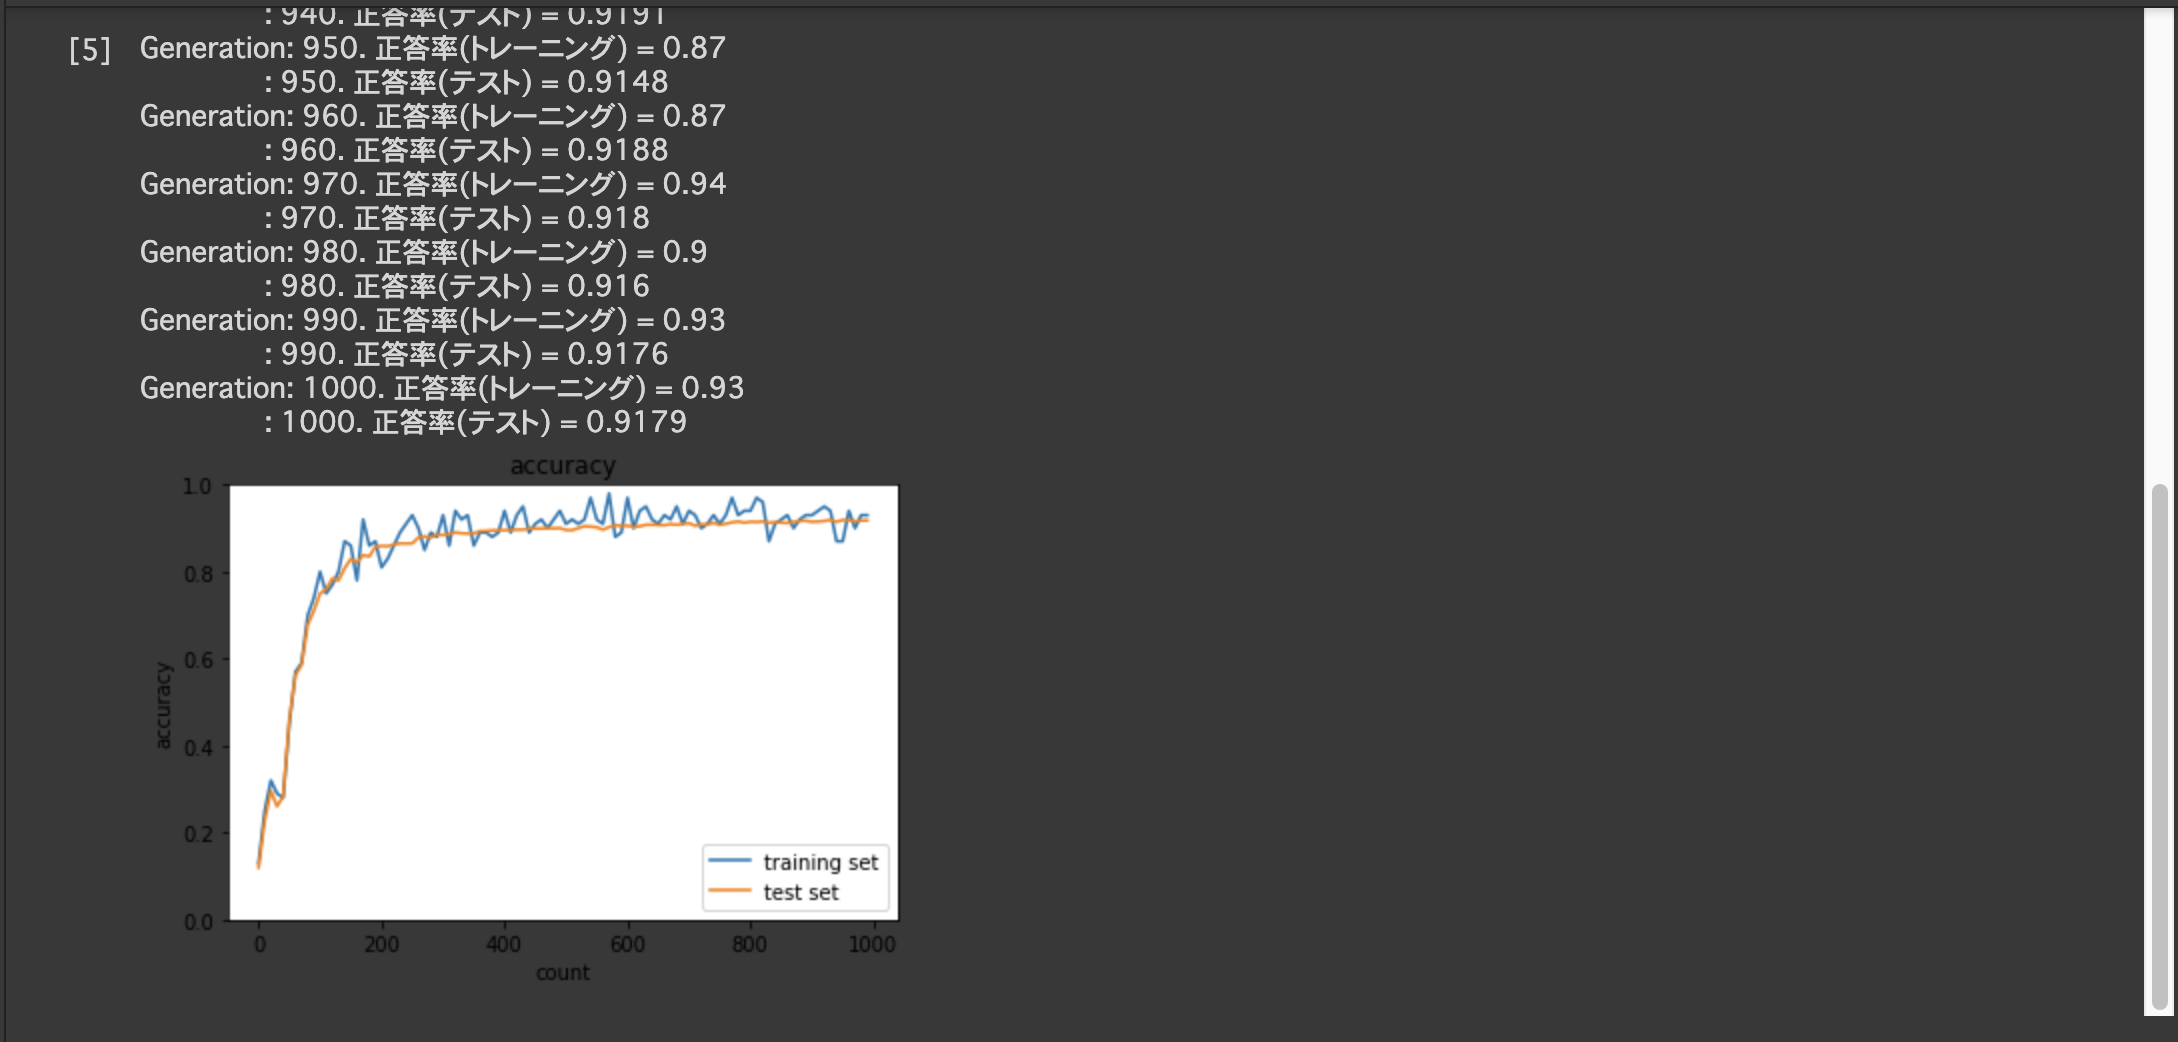 : 940. 正答率(テスト) = 0.9191
[5] Generation: 950. 正答率(トレーニング) = 0.87
: 950. 正答率(テスト) = 0.9148
Generation: 960. 正答率(トレーニング) = 0.87
: 960. 正答率(テスト) = 0.9188
Generation: 970. 正答率(トレーニング) = 0.94
: 970. 正答率(テスト) = 0.918
Generation: 980. 正答率(トレーニング) = 0.9
: 980. 正答率(テスト) = 0.916
Generation: 990. 正答率(トレーニング) = 0.93
: 990. 正答率(テスト) = 0.9176
Generation: 1000. 正答率(トレーニング) = 0.93
: 1000. 正答率(テスト) = 0.9179
accuracy
1.0
0.8
0.6
0.4
0.2
0.0
accuracy
training set
test set
0 200 400 600 800 1000
count